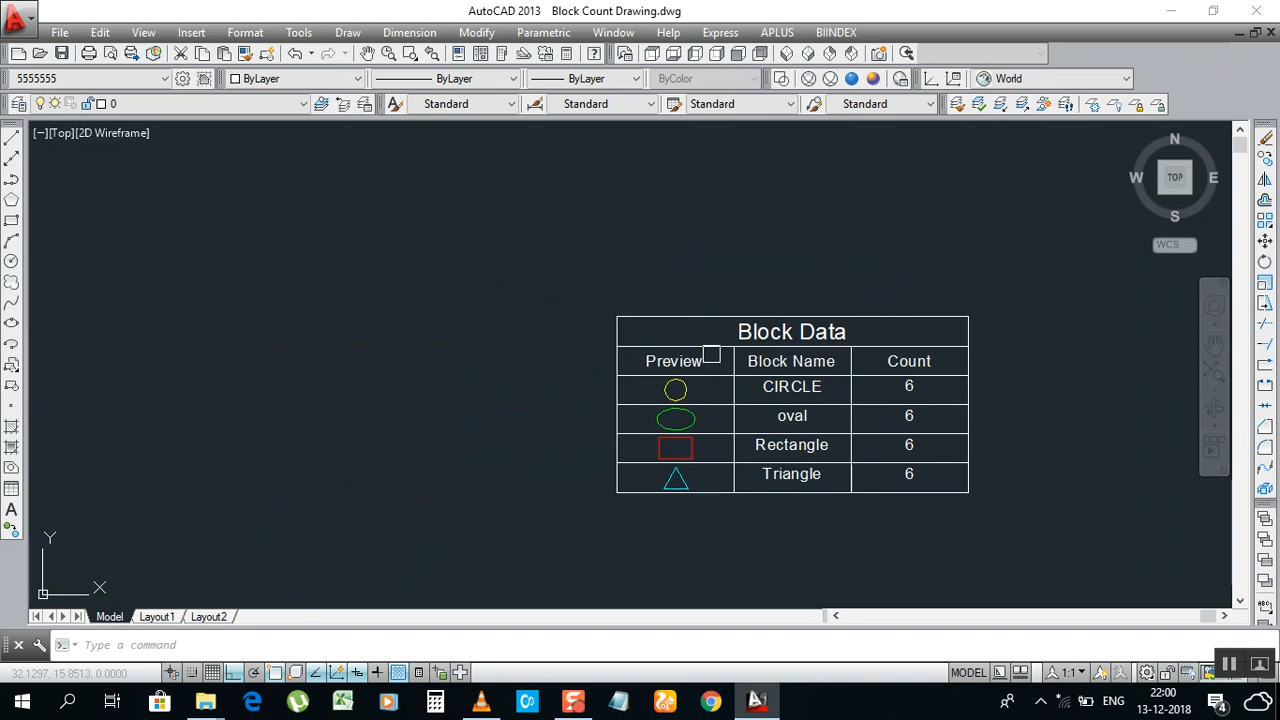 AutoCAD 2013 Block Count Drawing.dwg
File Edit View Insert Format Tools Draw Dimension Modify Parametric Window Help Express APLUS BIINDEX
5555555 ByLayer ByLayer ByLayer ByColor World
0 Standard Standard Standard Standard
[−][Top][2D Wireframe]
N
W TOP E
S
WCS
Block Data
Preview Block Name Count
CIRCLE 6
oval 6
Rectangle 6
Triangle 6
Y
X
Model Layout1 Layout2
Type a command
32.1297, 15.8513, 0.0000 MODEL 1:1
ENG 22:00
13-12-2018 4